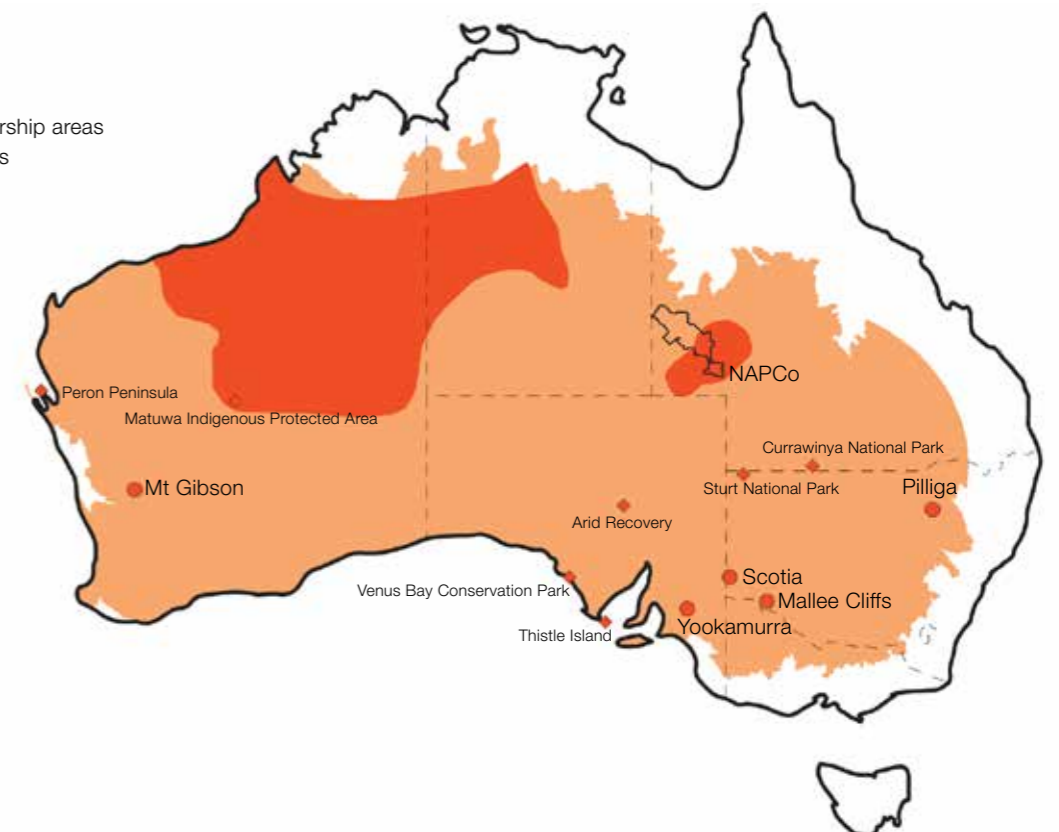 rship areas
s
NAPCo
Peron Peninsula
Matuwa Indigenous Protected Area
Currawinya National Park
Mt Gibson
Sturt National Park
Pilliga
Arid Recovery
Scotia
Venus Bay Conservation Park
Mallee Cliffs
Yookamurra
Thistle Island